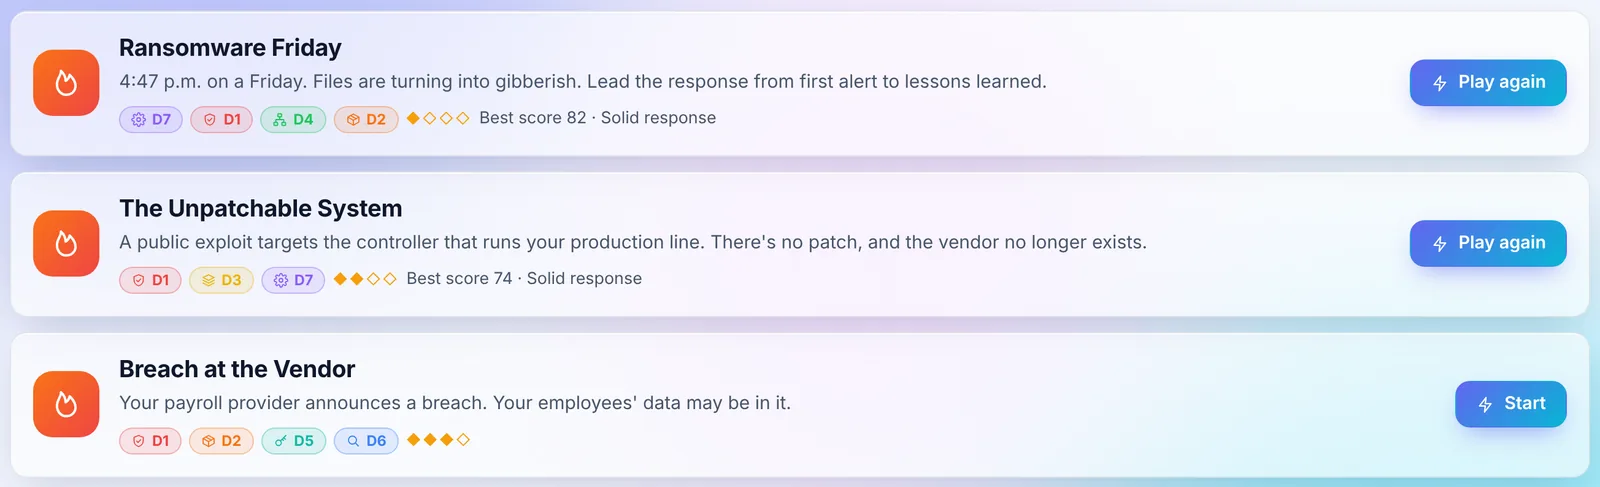 Ransomware Friday
4:47 p.m. on a Friday. Files are turning into gibberish. Lead the response from first alert to lessons learned.
D7 D1 D4 D2 Best score 82 · Solid response
Play again
The Unpatchable System
A public exploit targets the controller that runs your production line. There's no patch, and the vendor no longer exists.
D1 D3 D7 Best score 74 · Solid response
Play again
Breach at the Vendor
Your payroll provider announces a breach. Your employees' data may be in it.
D1 D2 D5 D6
Start